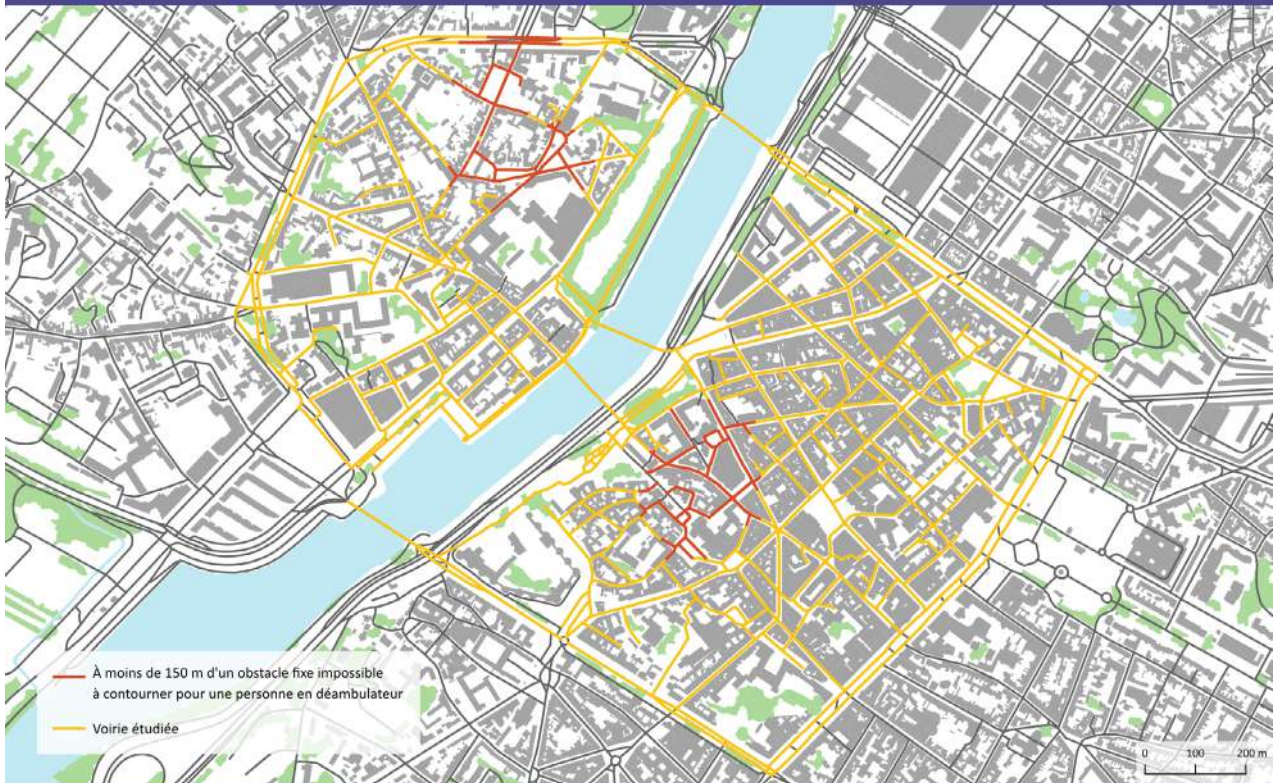 À moins de 150 m d'un obstacle fixe impossible
à contourner pour une personne en déambulateur
Voirie étudiée
0 100 200 m